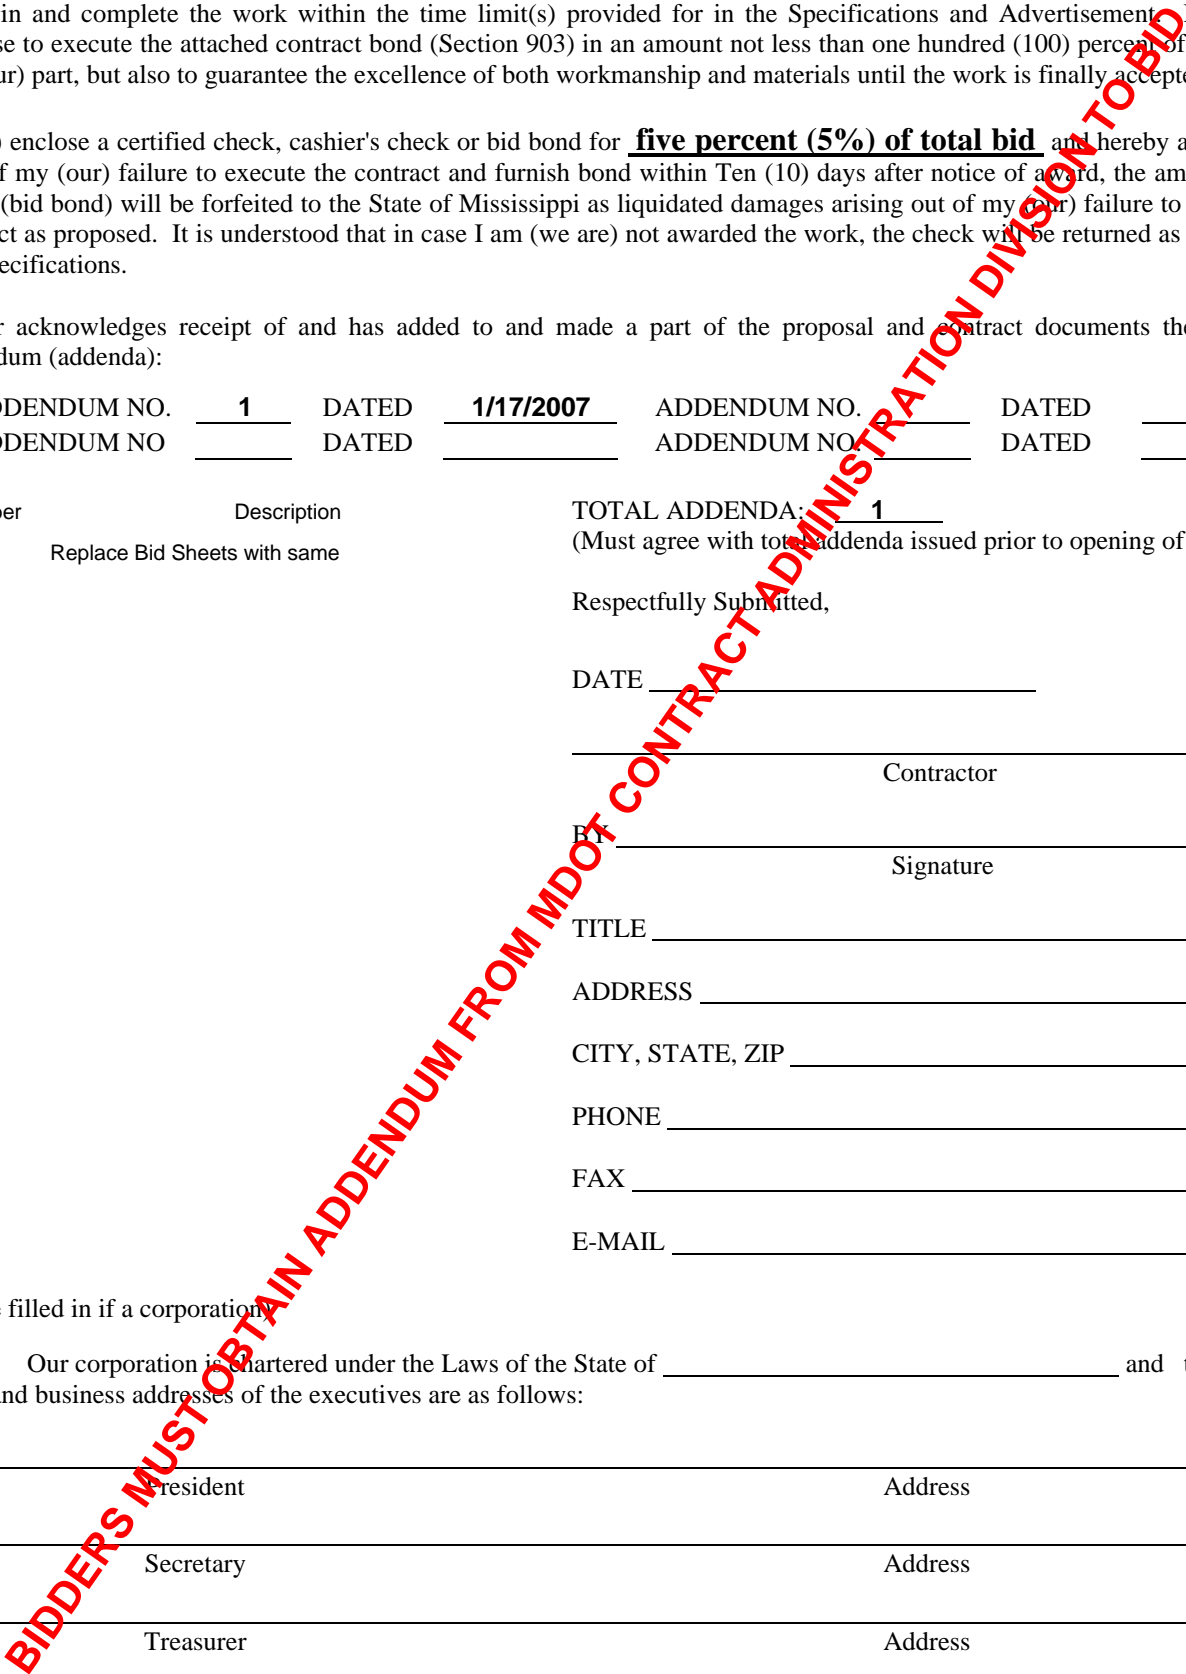 in and complete the work within the time limit(s) provided for in the Specifications and Advertisement.
se to execute the attached contract bond (Section 903) in an amount not less than one hundred (100) percent of
ur) part, but also to guarantee the excellence of both workmanship and materials until the work is finally accepte
) enclose a certified check, cashier's check or bid bond for five percent (5%) of total bid and hereby a
f my (our) failure to execute the contract and furnish bond within Ten (10) days after notice of award, the am
(bid bond) will be forfeited to the State of Mississippi as liquidated damages arising out of my (our) failure to
ct as proposed. It is understood that in case I am (we are) not awarded the work, the check will be returned as
ecifications.
r acknowledges receipt of and has added to and made a part of the proposal and contract documents the
dum (addenda):
DDENDUM NO. 1 DATED 1/17/2007 ADDENDUM NO. DATED
DDENDUM NO DATED ADDENDUM NO. DATED
ber Description TOTAL ADDENDA: 1
(Must agree with total addenda issued prior to opening of
Replace Bid Sheets with same
Respectfully Submitted,
DATE
Contractor
BY
Signature
TITLE
ADDRESS
CITY, STATE, ZIP
PHONE
FAX
E-MAIL
e filled in if a corporation)
Our corporation is chartered under the Laws of the State of and t
and business addresses of the executives are as follows:
President Address
Secretary Address
Treasurer Address
BIDDERS MUST OBTAIN ADDENDUM FROM MDOT CONTRACT ADMINISTRATION DIVISION TO BID